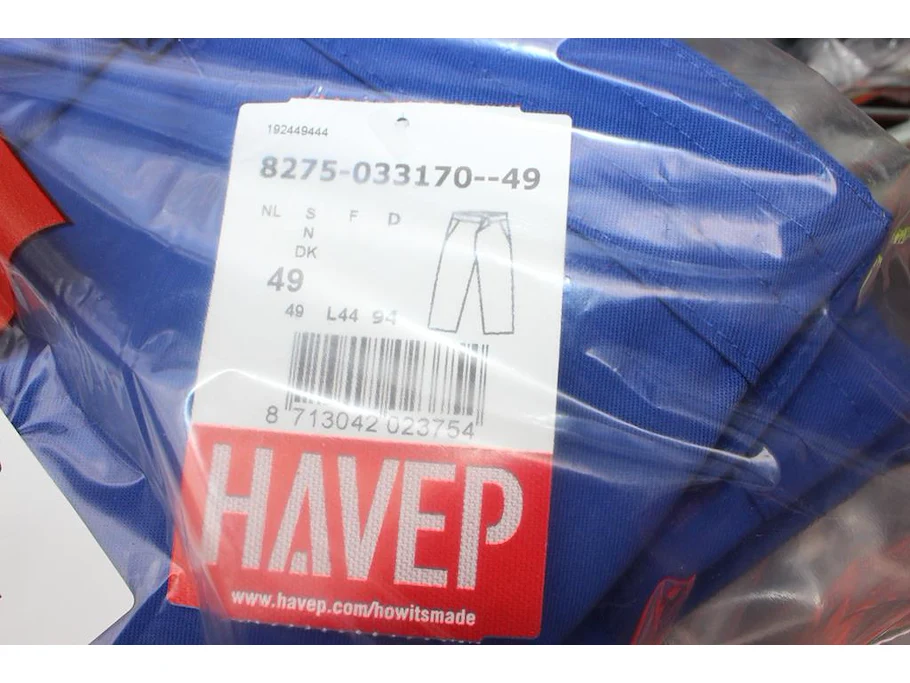 192449444
8275-033170--49
NL S F D
N
DK
49
49 L44 94
8 713042 023754
HAVEP
www.havep.com/howitsmade